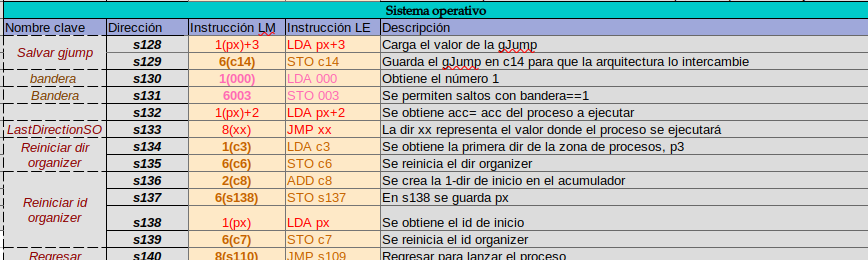 Sistema operativo
Nombre clave Dirección Instrucción LM Instrucción LE Descripción
Salvar gjump
s128 1(px)+3 LDA px+3 Carga el valor de la gJump
s129 6(c14) STO c14 Guarda el gJump en c14 para que la arquitectura lo intercambie
bandera s130 1(000) LDA 000 Obtiene el número 1
Bandera s131 6003 STO 003 Se permiten saltos con bandera==1
s132 1(px)+2 LDA px+2 Se obtiene acc= acc del proceso a ejecutar
LastDirectionSO s133 8(xx) JMP xx La dir xx representa el valor donde el proceso se ejecutará
Reiniciar dir organizer
s134 1(c3) LDA c3 Se obtiene la primera dir de la zona de procesos, p3
s135 6(c6) STO c6 Se reinicia el dir organizer
Reiniciar id organizer
s136 2(c8) ADD c8 Se crea la 1-dir de inicio en el acumulador
s137 6(s138) STO s137 En s138 se guarda px
s138 1(px) LDA px Se obtiene el id de inicio
s139 6(c7) STO c7 Se reinicia el id organizer
Regresar s140 8(s110) JMP s109 Regresar para lanzar el proceso